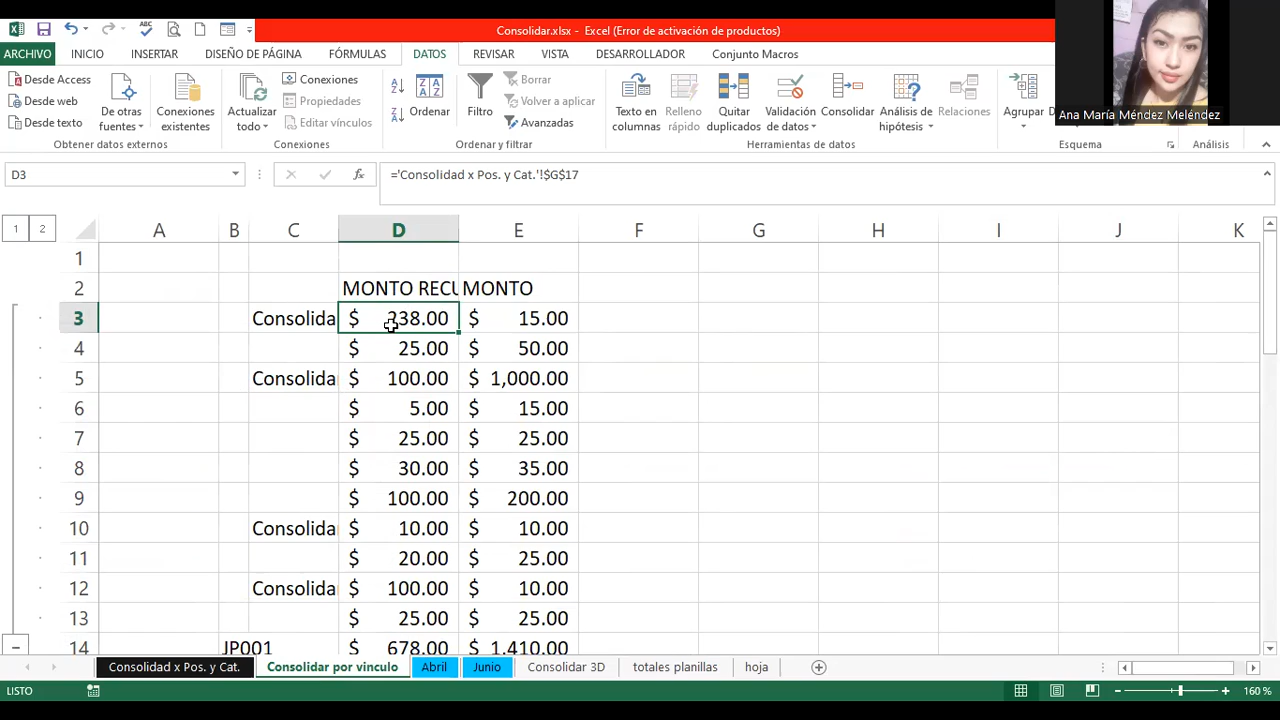 Consolidar.xlsx - Excel (Error de activación de productos)
ARCHIVO INICIO INSERTAR DISEÑO DE PÁGINA FÓRMULAS DATOS REVISAR VISTA DESARROLLADOR Conjunto Macros
Desde Access
Desde web
Desde texto
De otras fuentes
Conexiones existentes
Obtener datos externos
Actualizar todo
Conexiones
Propiedades
Editar vínculos
Conexiones
Ordenar
Filtro
Borrar
Volver a aplicar
Avanzadas
Ordenar y filtrar
Texto en columnas
Relleno rápido
Quitar duplicados
Validación de datos
Consolidar
Análisis de hipótesis
Relaciones
Herramientas de datos
Agrupar
Esquema
Análisis
Ana María Méndez Meléndez
D3 fx ='Consolidad x Pos. y Cat.'!$G$17
1 2 A B C D E F G H I J K
1
2 MONTO RECU MONTO
3 Consolida $ 338.00 $ 15.00
4 $ 25.00 $ 50.00
5 Consolidar $ 100.00 $ 1,000.00
6 $ 5.00 $ 15.00
7 $ 25.00 $ 25.00
8 $ 30.00 $ 35.00
9 $ 100.00 $ 200.00
10 Consolidar $ 10.00 $ 10.00
11 $ 20.00 $ 25.00
12 Consolidar $ 100.00 $ 10.00
13 $ 25.00 $ 25.00
14 JP001 $ 678.00 $ 1,410.00
Consolidad x Pos. y Cat. Consolidar por vinculo Abril Junio Consolidar 3D totales planillas hoja
LISTO 160 %